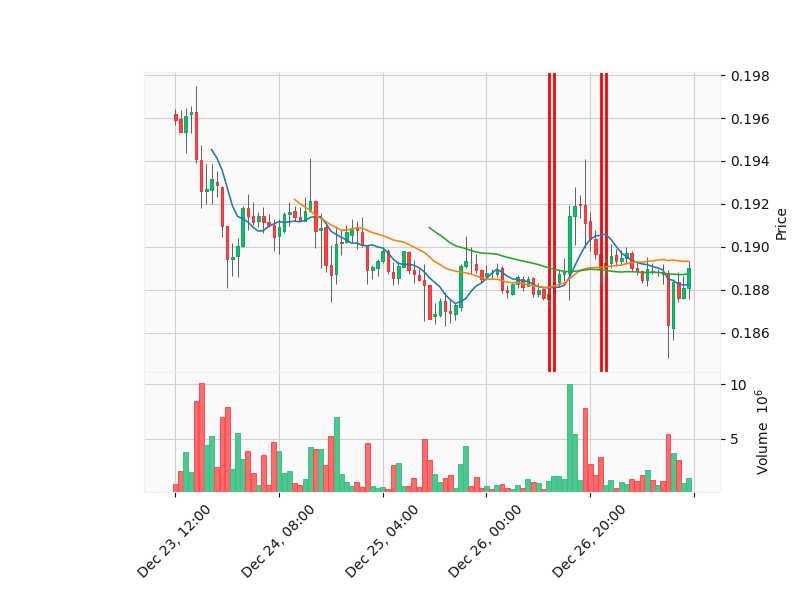 0.198
0.196
0.194
0.192
0.190
0.188
0.186
Price
10
5
Volume 10⁶
Dec 23, 12:00
Dec 24, 08:00
Dec 25, 04:00
Dec 26, 00:00
Dec 26, 20:00